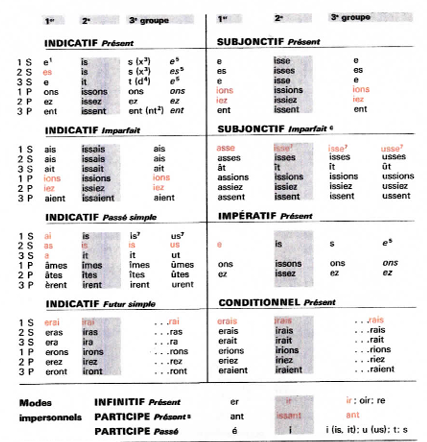 1er 2e 3e groupe 1er 2e 3e groupe
INDICATIF Présent SUBJONCTIF Présent
1 S e¹ is s (x³) e⁵ e isse e
2 S es is s (x³) es⁵ es isses es
3 S e it t (d⁴) e⁵ e isse e
1 P ons issons ons ons ions issions ions
2 P ez issez ez ez iez issiez iez
3 P ent issent ent (nt²) ent ent issent ent
INDICATIF Imparfait SUBJONCTIF Imparfait ⁶
1 S ais issais ais asse isse⁷ isse⁷ usse⁷
2 S ais issais ais asses isses isses usses
3 S ait issait ait ât ît ît ût
1 P ions issions ions assions issions issions ussions
2 P iez issiez iez assiez issiez issiez ussiez
3 P aient issaient aient assent issent issent ussent
INDICATIF Passé simple IMPÉRATIF Présent
1 S ai is is⁷ us⁷
2 S as is is us e is s e⁵
3 S a it it ut
1 P âmes îmes îmes ûmes ons issons ons ons
2 P âtes îtes îtes ûtes ez issez ez ez
3 P èrent irent irent urent
INDICATIF Futur simple CONDITIONNEL Présent
1 S erai irai ...rai erais irais ...rais
2 S eras iras ...ras erais irais ...rais
3 S era ira ...ra erait irait ...rait
1 P erons irons ...rons erions irions ...rions
2 P erez irez ...rez eriez iriez ...riez
3 P eront iront ...ront eraient iraient ...raient
Modes INFINITIF Présent er ir ir; oir; re
impersonnels PARTICIPE Présent ant issant ant
PARTICIPE Passé é i i (is, it); u (us); t; s